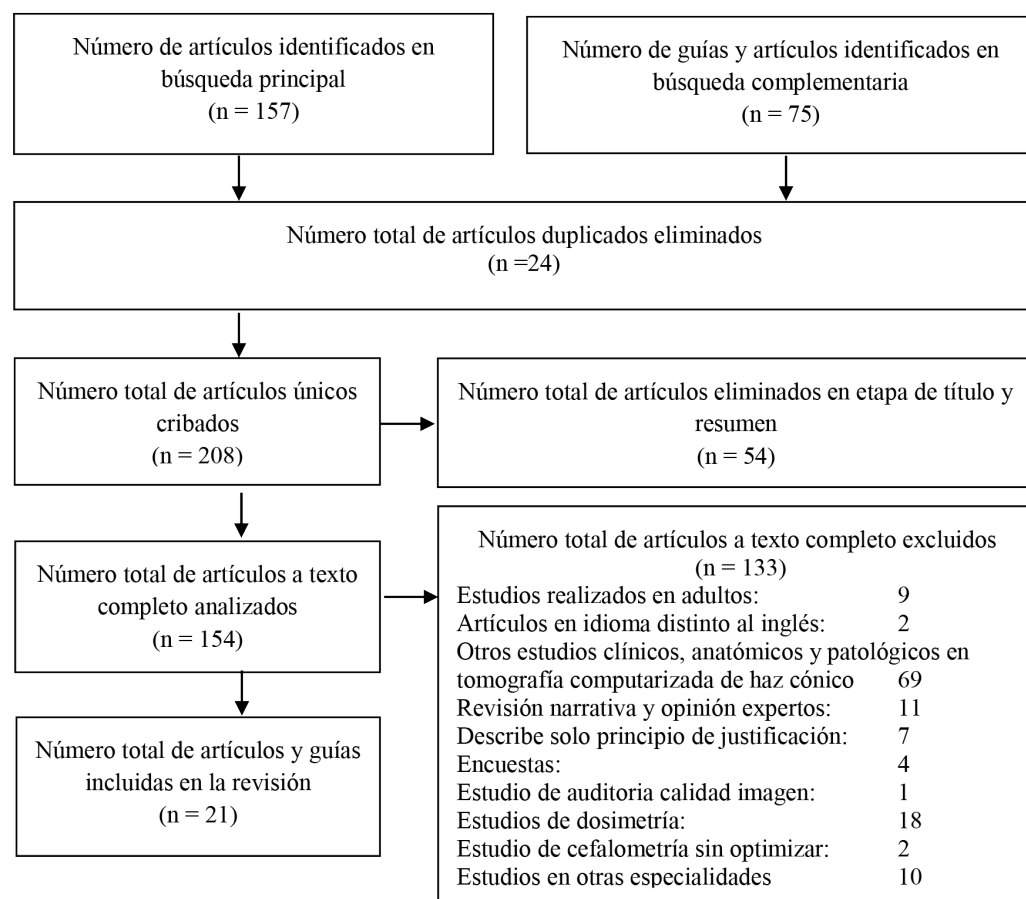 Número de artículos identificados en
búsqueda principal
(n = 157)
Número de guías y artículos identificados en
búsqueda complementaria
(n = 75)
Número total de artículos duplicados eliminados
(n =24)
Número total de artículos únicos
cribados
(n = 208)
Número total de artículos eliminados en etapa de título y
resumen
(n = 54)
Número total de artículos a texto
completo analizados
(n = 154)
Número total de artículos a texto completo excluidos
(n = 133)
Estudios realizados en adultos: 9
Artículos en idioma distinto al inglés: 2
Otros estudios clínicos, anatómicos y patológicos en
tomografía computarizada de haz cónico 69
Revisión narrativa y opinión expertos: 11
Describe solo principio de justificación: 7
Encuestas: 4
Estudio de auditoria calidad imagen: 1
Estudios de dosimetría: 18
Estudio de cefalometría sin optimizar: 2
Estudios en otras especialidades 10
Número total de artículos y guías
incluidas en la revisión
(n = 21)